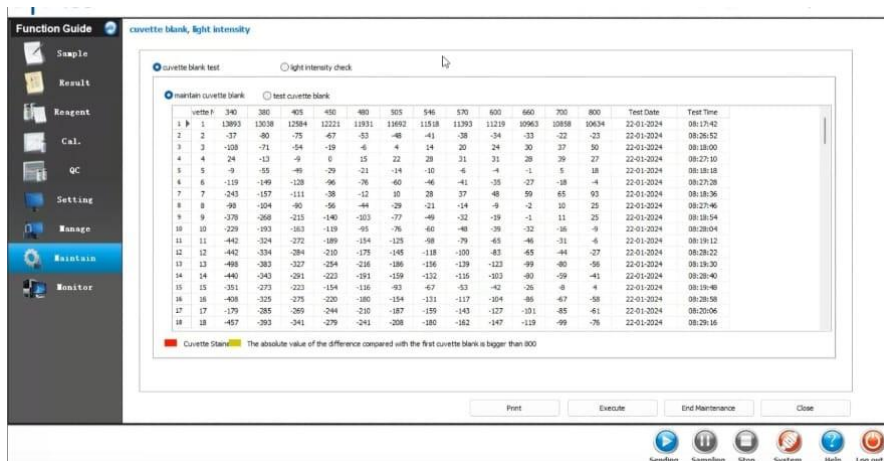 Function Guide
cuvette blank, light intensity
Sample
Result
Reagent
Cal.
QC
Setting
Manage
Maintain
Monitor
cuvette blank test light intensity check
maintain cuvette blank test cuvette blank
vette N 340 380 405 450 480 505 546 570 600 660 700 800 Test Date Test Time
1 1 13893 13038 12584 12221 11931 11692 11518 11393 11219 10963 10858 10634 22-01-2024 08:17:42
2 2 -37 -80 -75 -67 -53 -48 -41 -38 -34 -33 -22 -23 22-01-2024 08:26:52
3 3 -108 -71 -54 -19 -6 4 14 20 24 30 37 50 22-01-2024 08:18:00
4 4 24 -13 -9 0 15 22 28 31 31 28 39 27 22-01-2024 08:27:10
5 5 -9 -55 -49 -29 -21 -14 -10 -6 -4 -1 5 18 22-01-2024 08:18:18
6 6 -119 -149 -128 -96 -76 -60 -46 -41 -35 -27 -18 -4 22-01-2024 08:27:28
7 7 -243 -157 -111 -38 -12 10 28 37 48 59 65 93 22-01-2024 08:18:36
8 8 -98 -104 -90 -56 -44 -29 -21 -14 -9 -2 10 25 22-01-2024 08:27:46
9 9 -378 -268 -215 -140 -103 -77 -49 -32 -19 -1 11 25 22-01-2024 08:18:54
10 10 -229 -193 -163 -119 -95 -76 -60 -48 -39 -32 -16 -9 22-01-2024 08:28:04
11 11 -442 -324 -272 -189 -154 -125 -98 -79 -65 -46 -31 -6 22-01-2024 08:19:12
12 12 -442 -334 -284 -210 -175 -145 -118 -100 -83 -65 -44 -27 22-01-2024 08:28:22
13 13 -498 -383 -327 -254 -216 -186 -156 -139 -123 -99 -80 -56 22-01-2024 08:19:30
14 14 -440 -343 -291 -223 -191 -159 -132 -116 -103 -80 -59 -41 22-01-2024 08:28:40
15 15 -351 -273 -223 -154 -116 -93 -67 -53 -42 -26 -8 4 22-01-2024 08:19:48
16 16 -408 -325 -275 -220 -180 -154 -131 -117 -104 -86 -67 -58 22-01-2024 08:28:58
17 17 -179 -285 -269 -244 -210 -187 -159 -143 -127 -101 -85 -61 22-01-2024 08:20:06
18 18 -457 -393 -341 -279 -241 -208 -180 -162 -147 -119 -99 -76 22-01-2024 08:29:16
Cuvette Staine The absolute value of the difference compared with the first cuvette blank is bigger than 800
Print Execute End Maintenance Close
Sending Sampling Stop System Help Log out